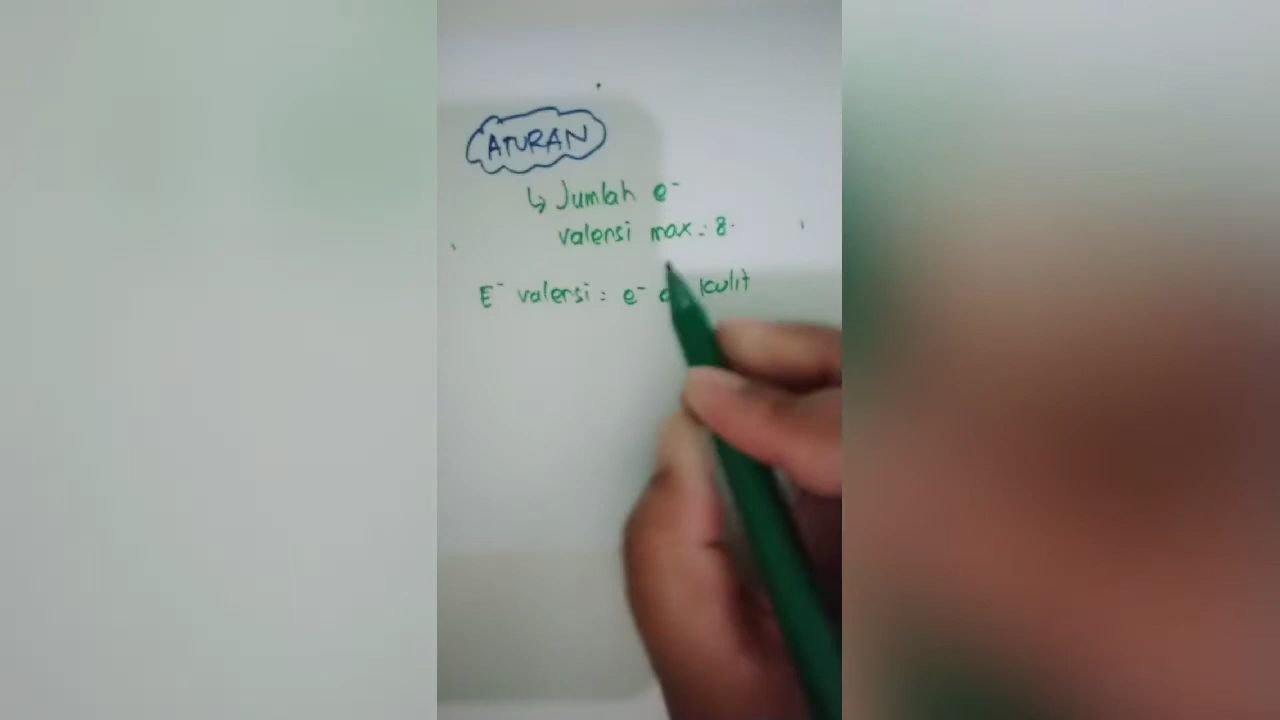 ATURAN
↳ Jumlah e⁻
valensi max = 8
E⁻ valensi = e⁻ kulit